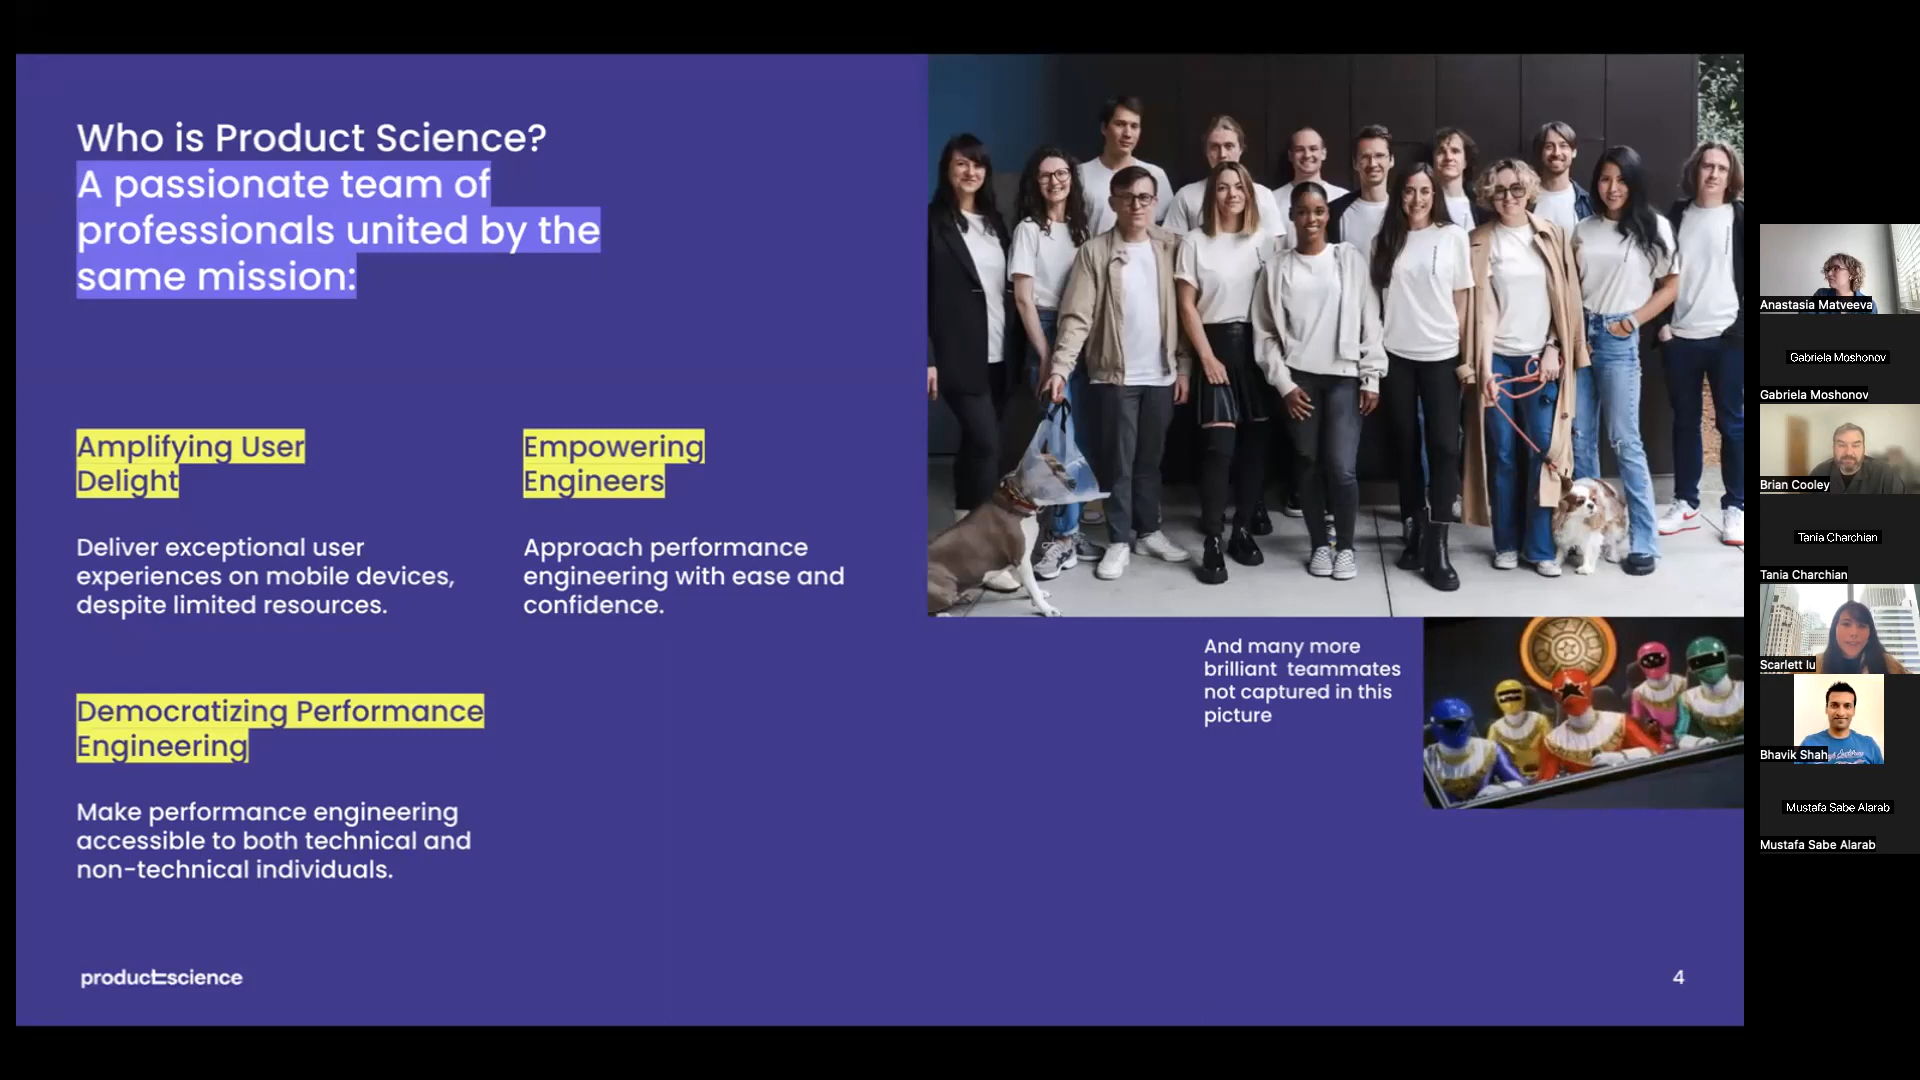 Who is Product Science?
A passionate team of
professionals united by the
same mission:
Amplifying User
Delight
Deliver exceptional user
experiences on mobile devices,
despite limited resources.
Empowering
Engineers
Approach performance
engineering with ease and
confidence.
Democratizing Performance
Engineering
Make performance engineering
accessible to both technical and
non-technical individuals.
And many more
brilliant teammates
not captured in this
picture
productscience
4
Anastasia Matveeva
Gabriela Moshonov
Gabriela Moshonov
Brian Cooley
Tania Charchian
Tania Charchian
Scarlett lu
Bhavik Shah
Mustafa Sabe Alarab
Mustafa Sabe Alarab